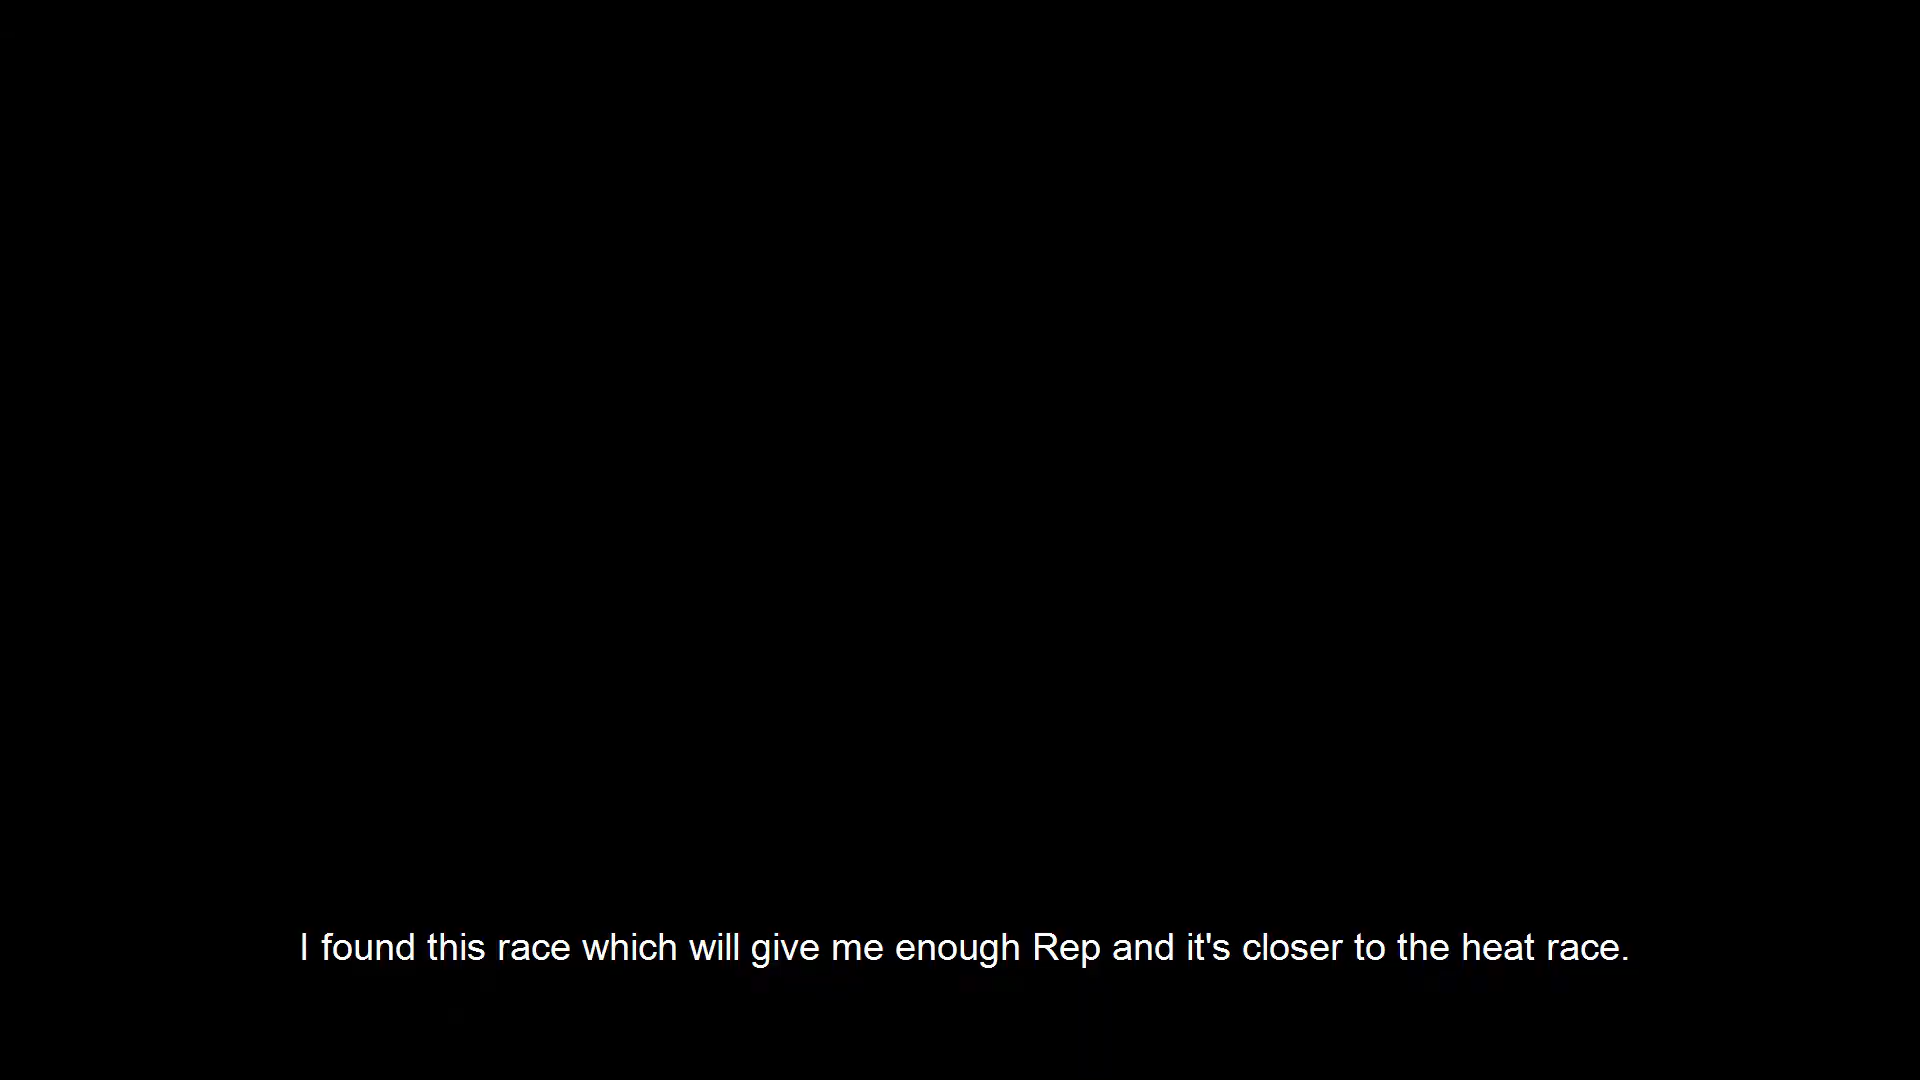 I found this race which will give me enough Rep and it's closer to the heat race.